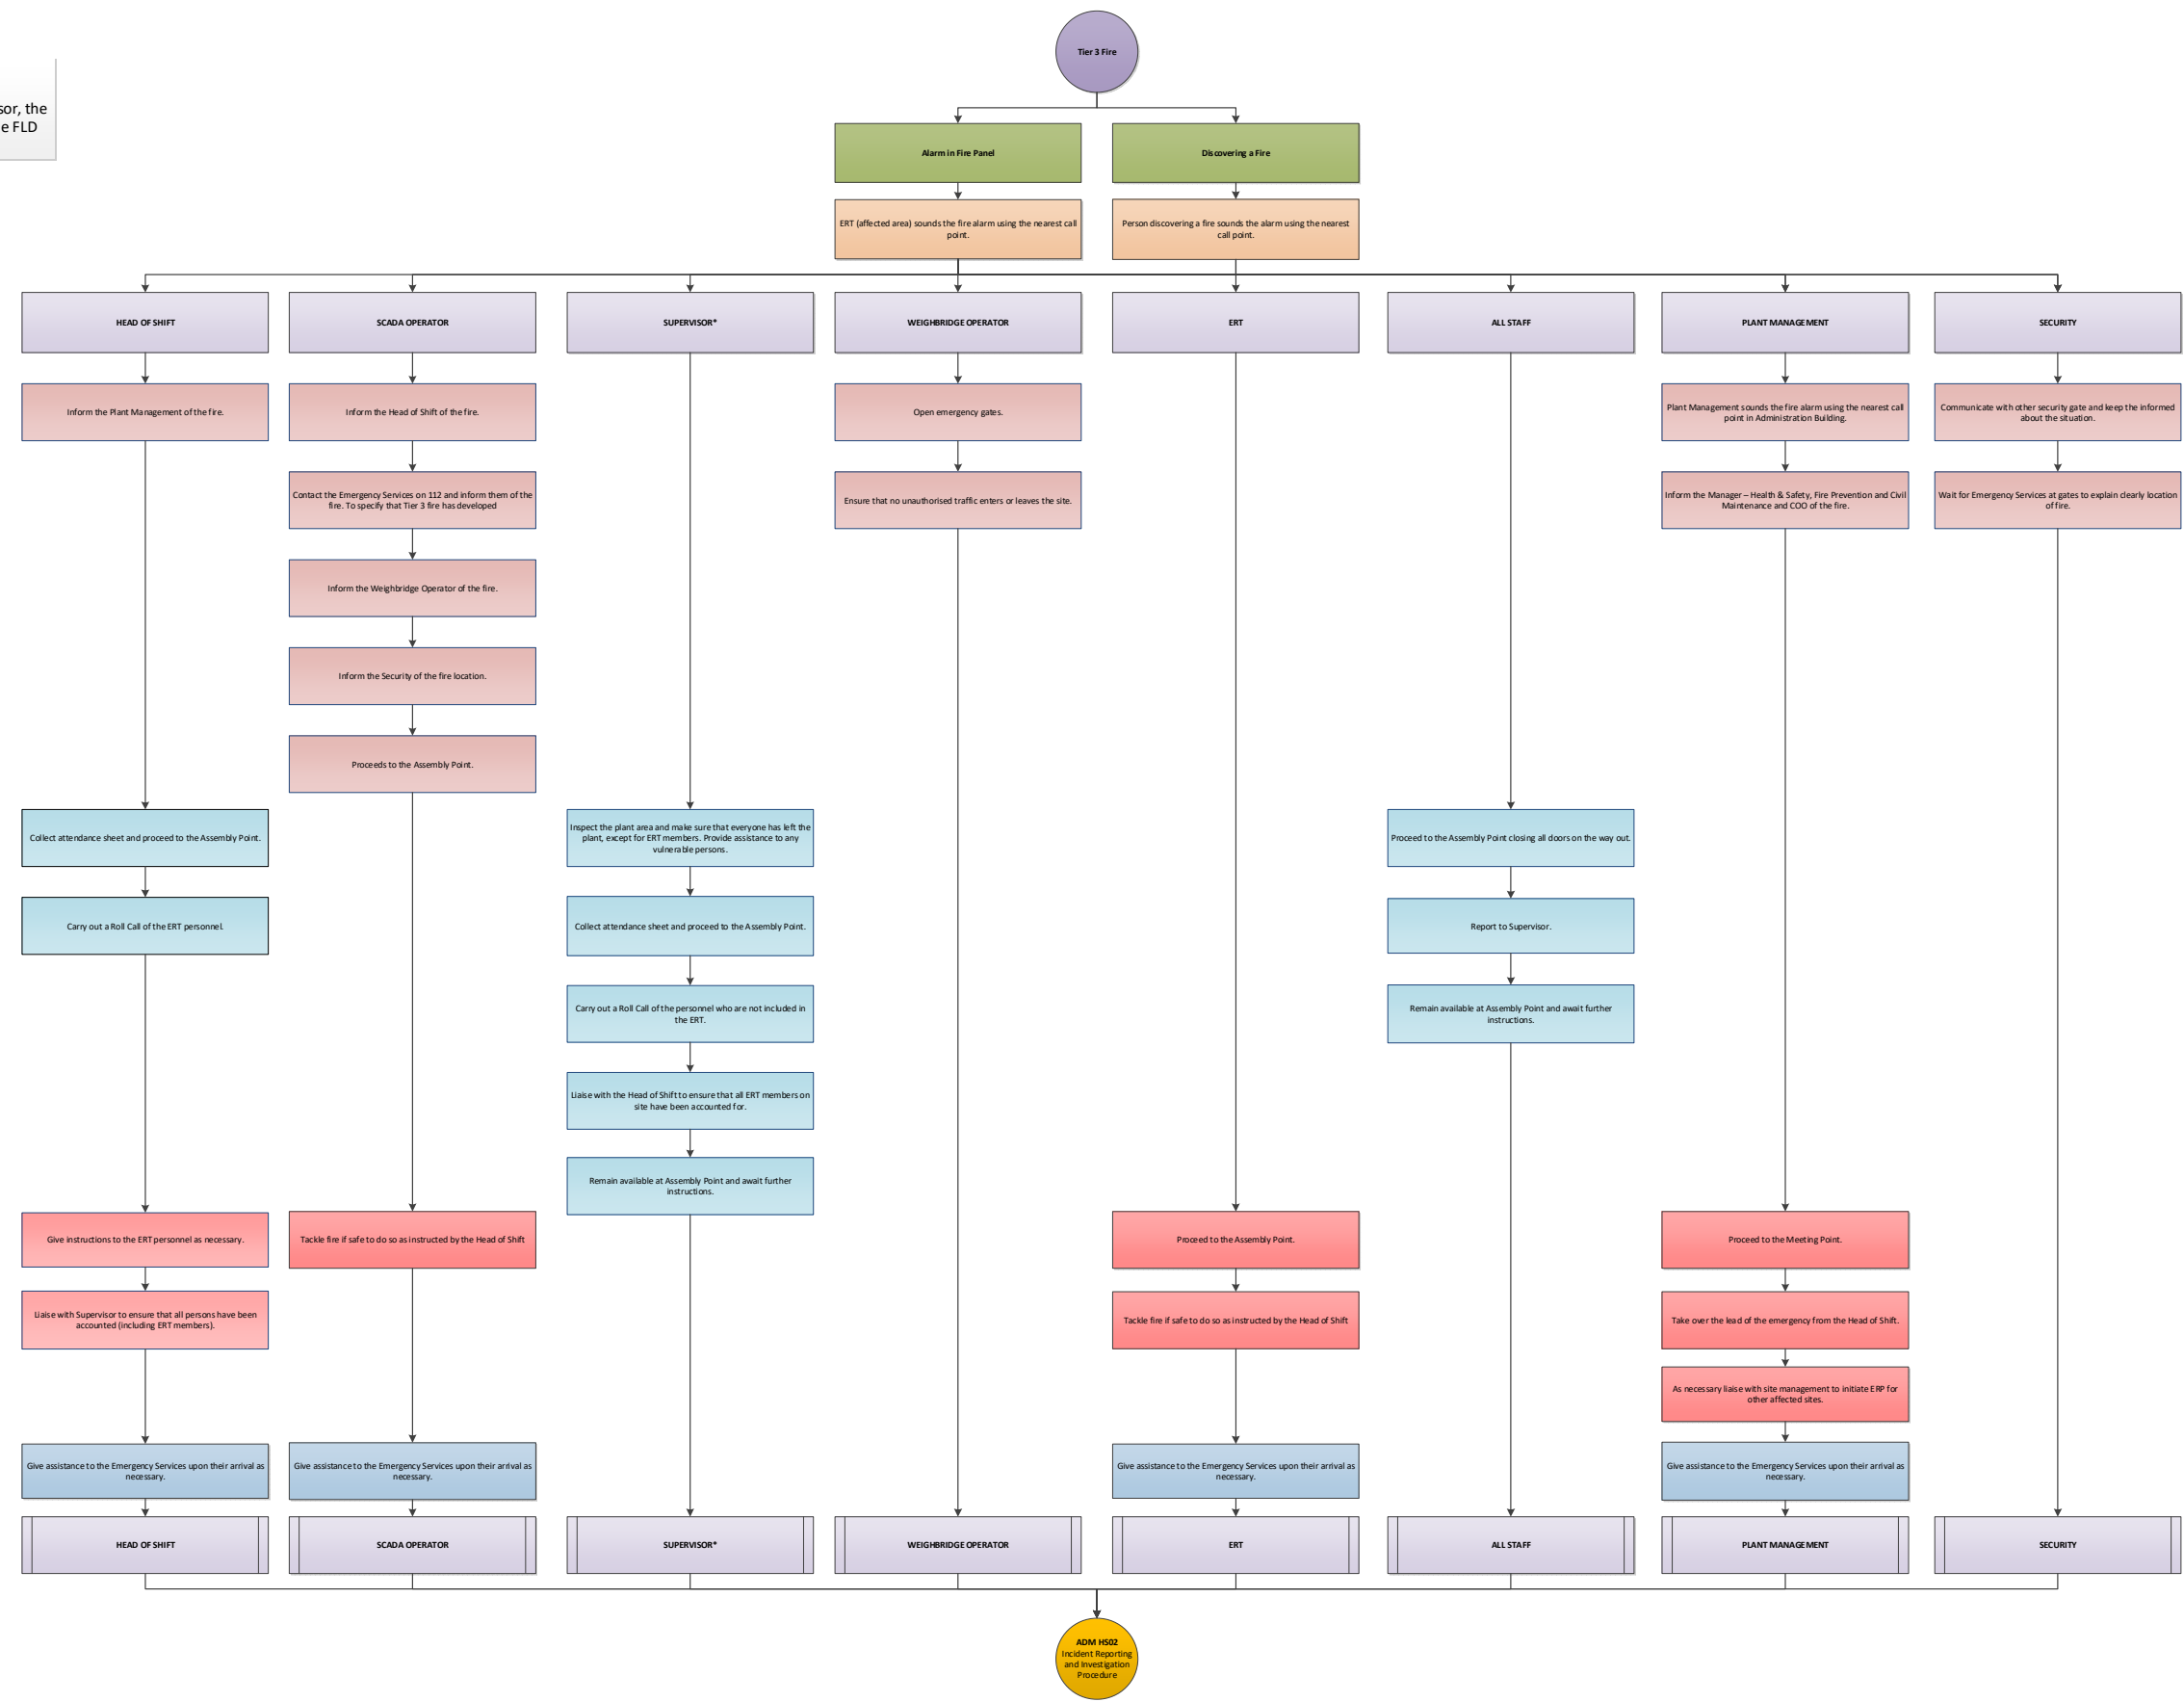 Tier 3 Fire
sor, the
e FLD
Alarm in Fire Panel
Discovering a Fire
ERT (affected area) sounds the fire alarm using the nearest call
point.
Person discovering a fire sounds the alarm using the nearest
call point.
HEAD OF SHIFT
SCADA OPERATOR
SUPERVISOR*
WEIGHBRIDGE OPERATOR
ERT
ALL STAFF
PLANT MANAGEMENT
SECURITY
Inform the Plant Management of the fire.
Inform the Head of Shift of the fire.
Open emergency gates.
Plant Management sounds the fire alarm using the nearest call
point in Administration Building.
Communicate with other security gate and keep the informed
about the situation.
Contact the Emergency Services on 112 and inform them of the
fire. To specify that Tier 3 fire has developed
Ensure that no unauthorised traffic enters or leaves the site.
Inform the Manager – Health & Safety, Fire Prevention and Civil
Maintenance and COO of the fire.
Wait for Emergency Services at gates to explain clearly location
of fire.
Inform the Weighbridge Operator of the fire.
Inform the Security of the fire location.
Proceeds to the Assembly Point.
Collect attendance sheet and proceed to the Assembly Point.
Inspect the plant area and make sure that everyone has left the
plant, except for ERT members. Provide assistance to any
vulnerable persons.
Proceed to the Assembly Point closing all doors on the way out.
Carry out a Roll Call of the ERT personnel.
Collect attendance sheet and proceed to the Assembly Point.
Report to Supervisor.
Carry out a Roll Call of the personnel who are not included in
the ERT.
Remain available at Assembly Point and await further
instructions.
Liaise with the Head of Shift to ensure that all ERT members on
site have been accounted for.
Remain available at Assembly Point and await further
instructions.
Give instructions to the ERT personnel as necessary.
Tackle fire if safe to do so as instructed by the Head of Shift
Proceed to the Assembly Point.
Proceed to the Meeting Point.
Liaise with Supervisor to ensure that all persons have been
accounted (including ERT members).
Tackle fire if safe to do so as instructed by the Head of Shift
Take over the lead of the emergency from the Head of Shift.
As necessary liaise with site management to initiate ERP for
other affected sites.
Give assistance to the Emergency Services upon their arrival as
necessary.
Give assistance to the Emergency Services upon their arrival as
necessary.
Give assistance to the Emergency Services upon their arrival as
necessary.
Give assistance to the Emergency Services upon their arrival as
necessary.
HEAD OF SHIFT
SCADA OPERATOR
SUPERVISOR*
WEIGHBRIDGE OPERATOR
ERT
ALL STAFF
PLANT MANAGEMENT
SECURITY
ADM HS02
Incident Reporting
and Investigation
Procedure